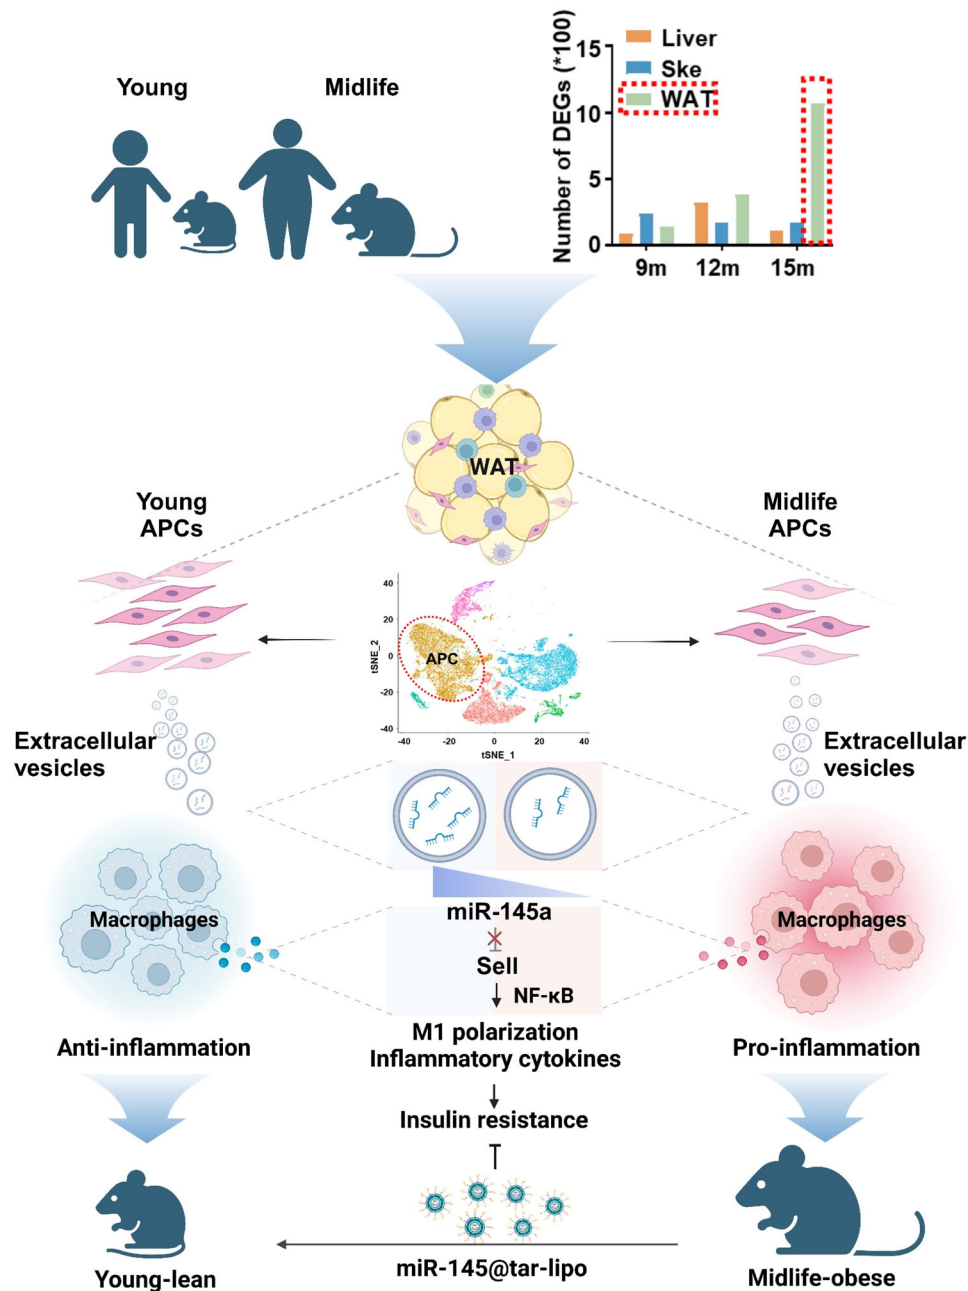 Young
Midlife
Number of DEGs (*100)
15
10
5
0
Liver
Ske
WAT
9m
12m
15m
WAT
Young
APCs
Midlife
APCs
tSNE_2
40
20
0
-20
-40
APC
-40
-20
0
20
40
tSNE_1
Extracellular
vesicles
Extracellular
vesicles
Macrophages
miR-145a
Macrophages
Sell
NF-κB
Anti-inflammation
M1 polarization
Inflammatory cytokines
Pro-inflammation
Insulin resistance
miR-145@tar-lipo
Young-lean
Midlife-obese